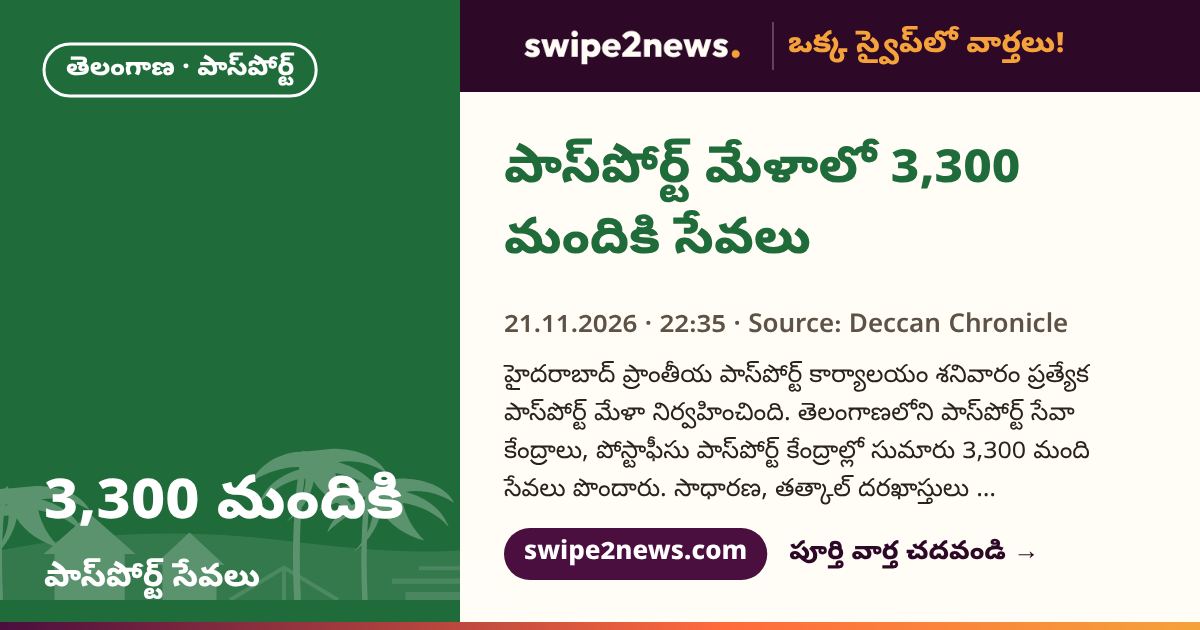 తెలంగాణ · పాస్‌పోర్ట్
3,300 మందికి
పాస్‌పోర్ట్ సేవలు
swipe2news.
ఒక్క స్వైప్‌లో వార్తలు!
పాస్‌పోర్ట్ మేళాలో 3,300
మందికి సేవలు
21.11.2026 · 22:35 · Source: Deccan Chronicle
హైదరాబాద్ ప్రాంతీయ పాస్‌పోర్ట్ కార్యాలయం శనివారం ప్రత్యేక
పాస్‌పోర్ట్ మేళా నిర్వహించింది. తెలంగాణలోని పాస్‌పోర్ట్ సేవా
కేంద్రాలు, పోస్టాఫీసు పాస్‌పోర్ట్ కేంద్రాల్లో సుమారు 3,300 మంది
సేవలు పొందారు. సాధారణ, తత్కాల్ దరఖాస్తులు ...
swipe2news.com
పూర్తి వార్త చదవండి →